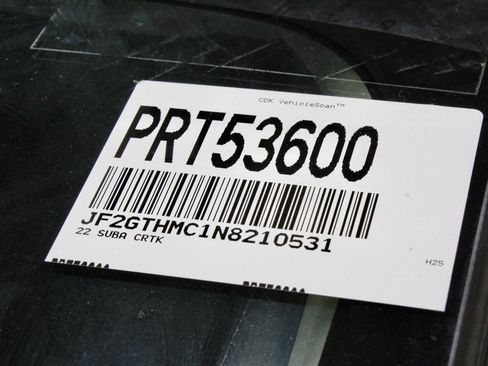 CDK VehicleScan™
PRT53600
JF2GTHMC1N8210531
22 SUBA CRTK
H25